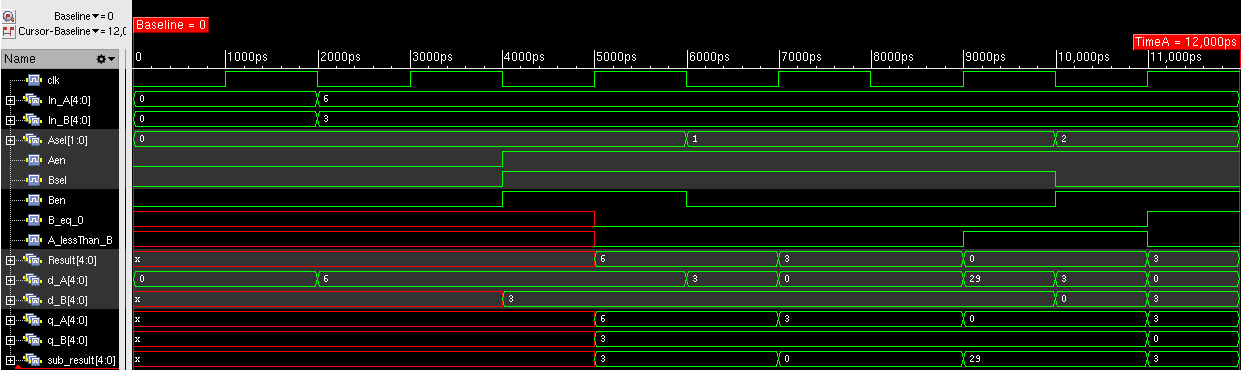 Baseline▼= 0
Cursor-Baseline▼= 12,0
Baseline = 0
TimeA = 12,000ps
Name
0 1000ps 2000ps 3000ps 4000ps 5000ps 6000ps 7000ps 8000ps 9000ps 10,000ps 11,000ps
clk
In_A[4:0] 0 6
In_B[4:0] 0 3
Asel[1:0] 0 1 2
Aen
Bsel
Ben
B_eq_0
A_lessThan_B
Result[4:0] x 6 3 0 3
d_A[4:0] 0 6 3 0 29 3 0
d_B[4:0] x 3 0 3
q_A[4:0] x 6 3 0 3
q_B[4:0] x 3 0
sub_result[4:0] x 3 0 29 3